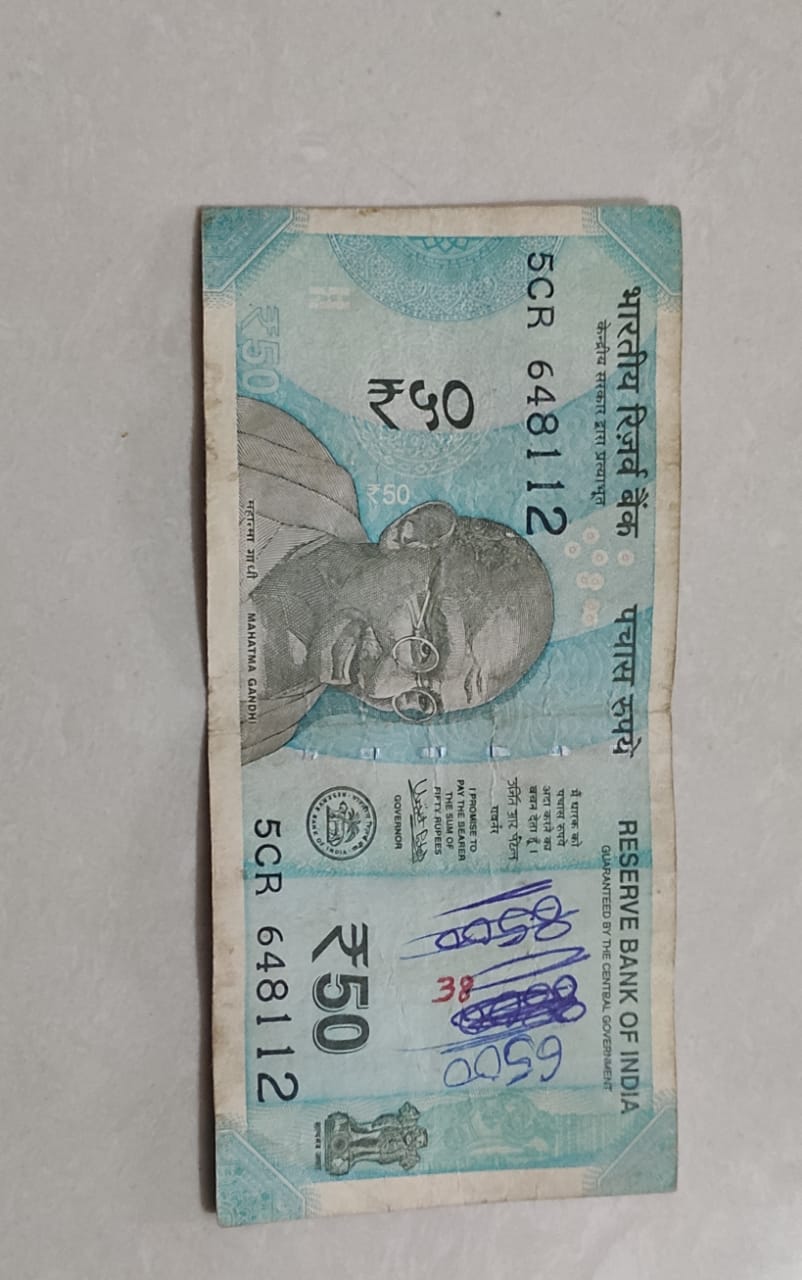 भारतीय रिज़र्व बैंक
केन्द्रीय सरकार द्वारा प्रत्याभूत
पचास रुपये
RESERVE BANK OF INDIA
GUARANTEED BY THE CENTRAL GOVERNMENT
5CR 648112
₹५०
₹50
₹50
महात्मा गांधी
MAHATMA GANDHI
मैं धारक को
पचास रुपये
अदा करने का
वचन देता हूँ।
उर्जित आर पटेल
गवर्नर
I PROMISE TO
PAY THE BEARER
THE SUM OF
FIFTY RUPEES
GOVERNOR
8500
38
6500
₹50
सत्यमेव जयते
5CR 648112